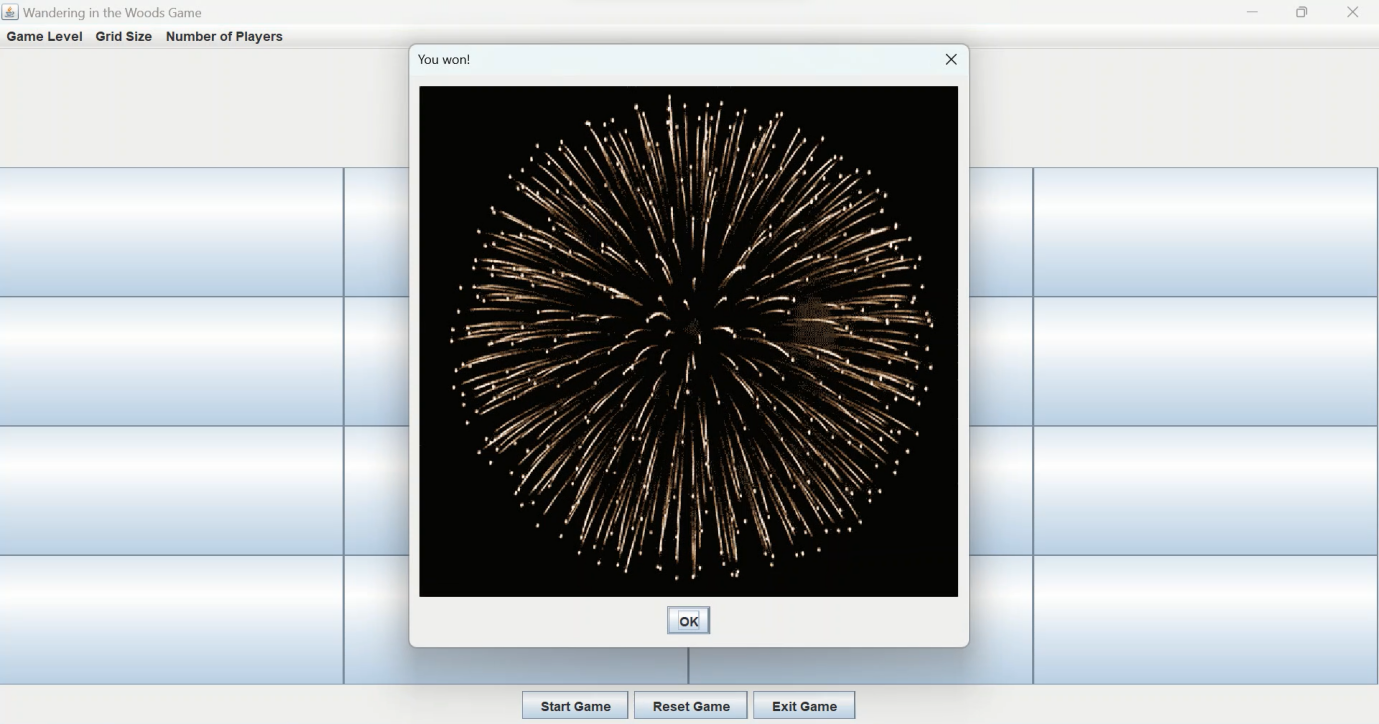 Wandering in the Woods Game
Game Level Grid Size Number of Players
You won!
OK
Start Game Reset Game Exit Game